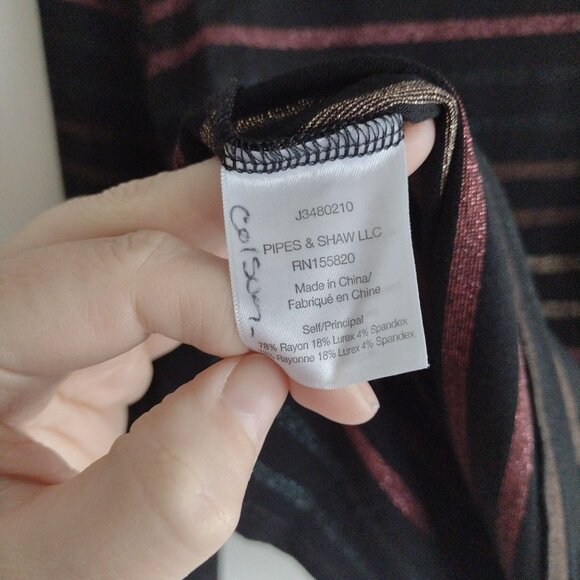 J3480210
PIPES & SHAW LLC
RN155820
Made in China/
Fabriqué en Chine
Self/Principal
78% Rayon 18% Lurex 4% Spandex
Rayonne 18% Lurex 4% Spandex